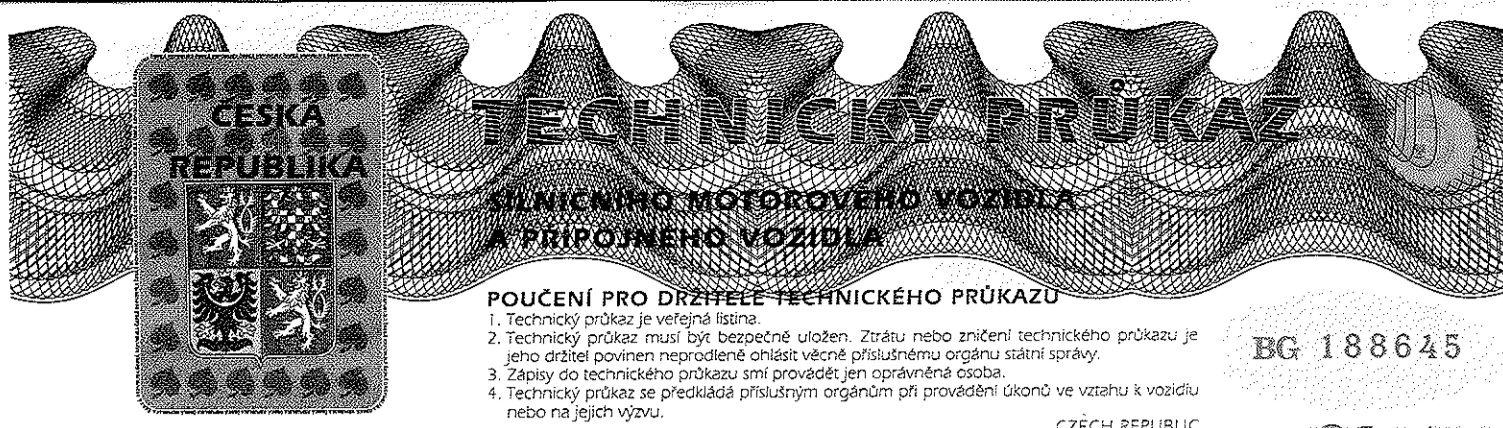 ČESKÁ
REPUBLIKA
TECHNICKÝ PRŮKAZ
SILNIČNÍHO MOTOROVÉHO VOZIDLA
A PŘÍPOJNÉHO VOZIDLA
POUČENÍ PRO DRŽITELE TECHNICKÉHO PRŮKAZU
1. Technický průkaz je veřejná listina.
2. Technický průkaz musí být bezpečně uložen. Ztrátu nebo zničení technického průkazu je
jeho držitel povinen neprodleně ohlásit věcně příslušnému orgánu státní správy.
3. Zápisy do technického průkazu smí provádět jen oprávněná osoba.
4. Technický průkaz se předkládá příslušným orgánům při provádění úkonů ve vztahu k vozidlu
nebo na jejich výzvu.
BG 188645
CZECH REPUBLIC